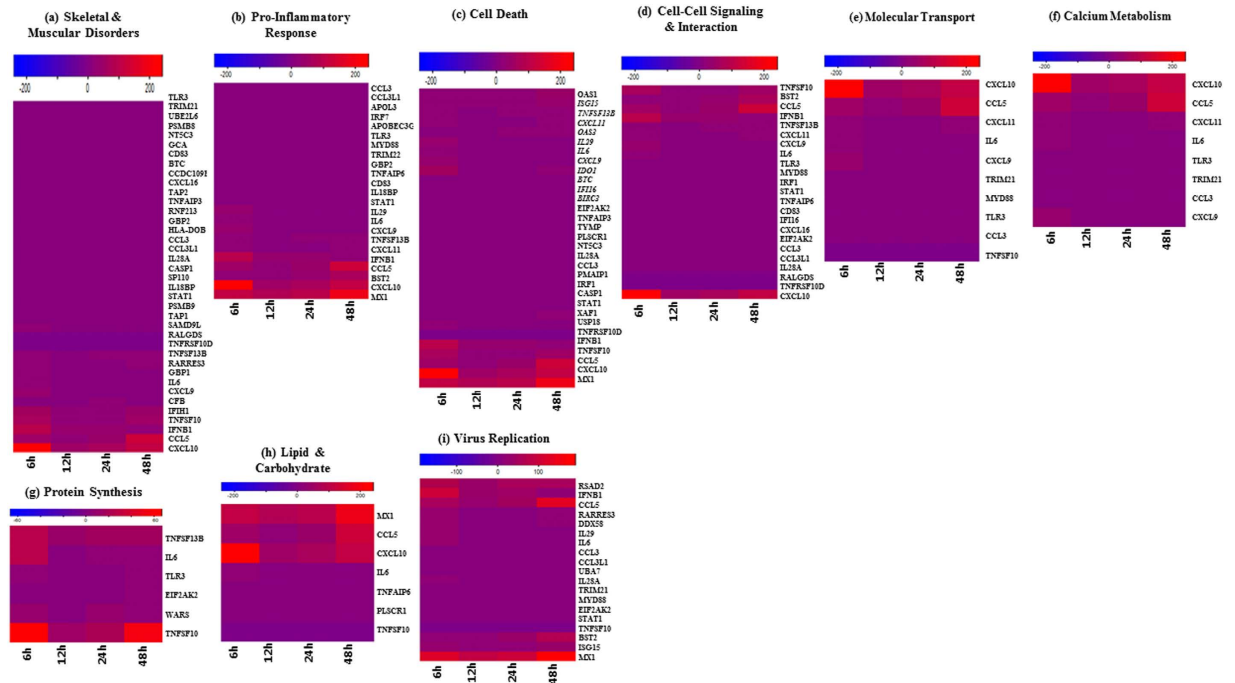 (a) Skeletal &
Muscular Disorders
-200 0 200
TLR3
TRIM21
UBE2L6
PSMB8
NT5C3
GCA
CD83
BTC
CCDC109B
CXCL16
TAP2
TNFAIP3
RNF213
GBP2
HLA-DOB
CCL3
CCL3L1
IL28A
CASP1
SP110
IL18BP
STAT1
PSMB9
TAP1
SAMD9L
RALGDS
TNFRSF10D
TNFSF13B
RARRES3
GBP1
IL6
CXCL9
CFB
IFIH1
TNFSF10
IFNB1
CCL5
CXCL10
6h 12h 24h 48h
(b) Pro-Inflammatory
Response
-200 0 200
CCL3
CCL3L1
APOL3
IRF7
APOBEC3G
TLR3
MYD88
TRIM22
GBP2
TNFAIP6
CD83
IL18BP
STAT1
IL29
IL6
CXCL9
TNFSF13B
CXCL11
IFNB1
CCL5
BST2
CXCL10
MX1
6h 12h 24h 48h
(c) Cell Death
-200 0 200
OAS1
ISG15
TNFSF13B
CXCL11
OAS3
IL29
IL6
CXCL9
IDO1
BTC
IFI16
BIRC3
EIF2AK2
TNFAIP3
TYMP
PLSCR1
NT5C3
IL28A
CCL3
PMAIP1
IRF1
CASP1
STAT1
XAF1
USP18
TNFRSF10D
IFNB1
TNFSF10
CCL5
CXCL10
MX1
6h 12h 24h 48h
(d) Cell-Cell Signaling
& Interaction
-200 0 200
TNFSF10
BST2
CCL5
IFNB1
TNFSF13B
CXCL11
CXCL9
IL6
TLR3
MYD88
IRF1
STAT1
TNFAIP6
CD83
IFI16
CXCL16
EIF2AK2
CCL3
CCL3L1
IL28A
RALGDS
TNFRSF10D
CXCL10
6h 12h 24h 48h
(e) Molecular Transport
-200 0 200
CXCL10
CCL5
CXCL11
IL6
CXCL9
TRIM21
MYD88
TLR3
CCL3
TNFSF10
6h 12h 24h 48h
(f) Calcium Metabolism
-200 0 200
CXCL10
CCL5
CXCL11
IL6
TLR3
TRIM21
CCL3
CXCL9
6h 12h 24h 48h
(g) Protein Synthesis
-60 0 60
TNFSF13B
IL6
TLR3
EIF2AK2
WARS
TNFSF10
6h 12h 24h 48h
(h) Lipid &
Carbohydrate
-200 0 200
MX1
CCL5
CXCL10
IL6
TNFAIP6
PLSCR1
TNFSF10
6h 12h 24h 48h
(i) Virus Replication
-100 0 100
RSAD2
IFNB1
CCL5
RARRES3
DDX58
IL29
IL6
CCL3
CCL3L1
UBA7
IL28A
TRIM21
MYD88
EIF2AK2
STAT1
TNFSF10
BST2
ISG15
MX1
6h 12h 24h 48h